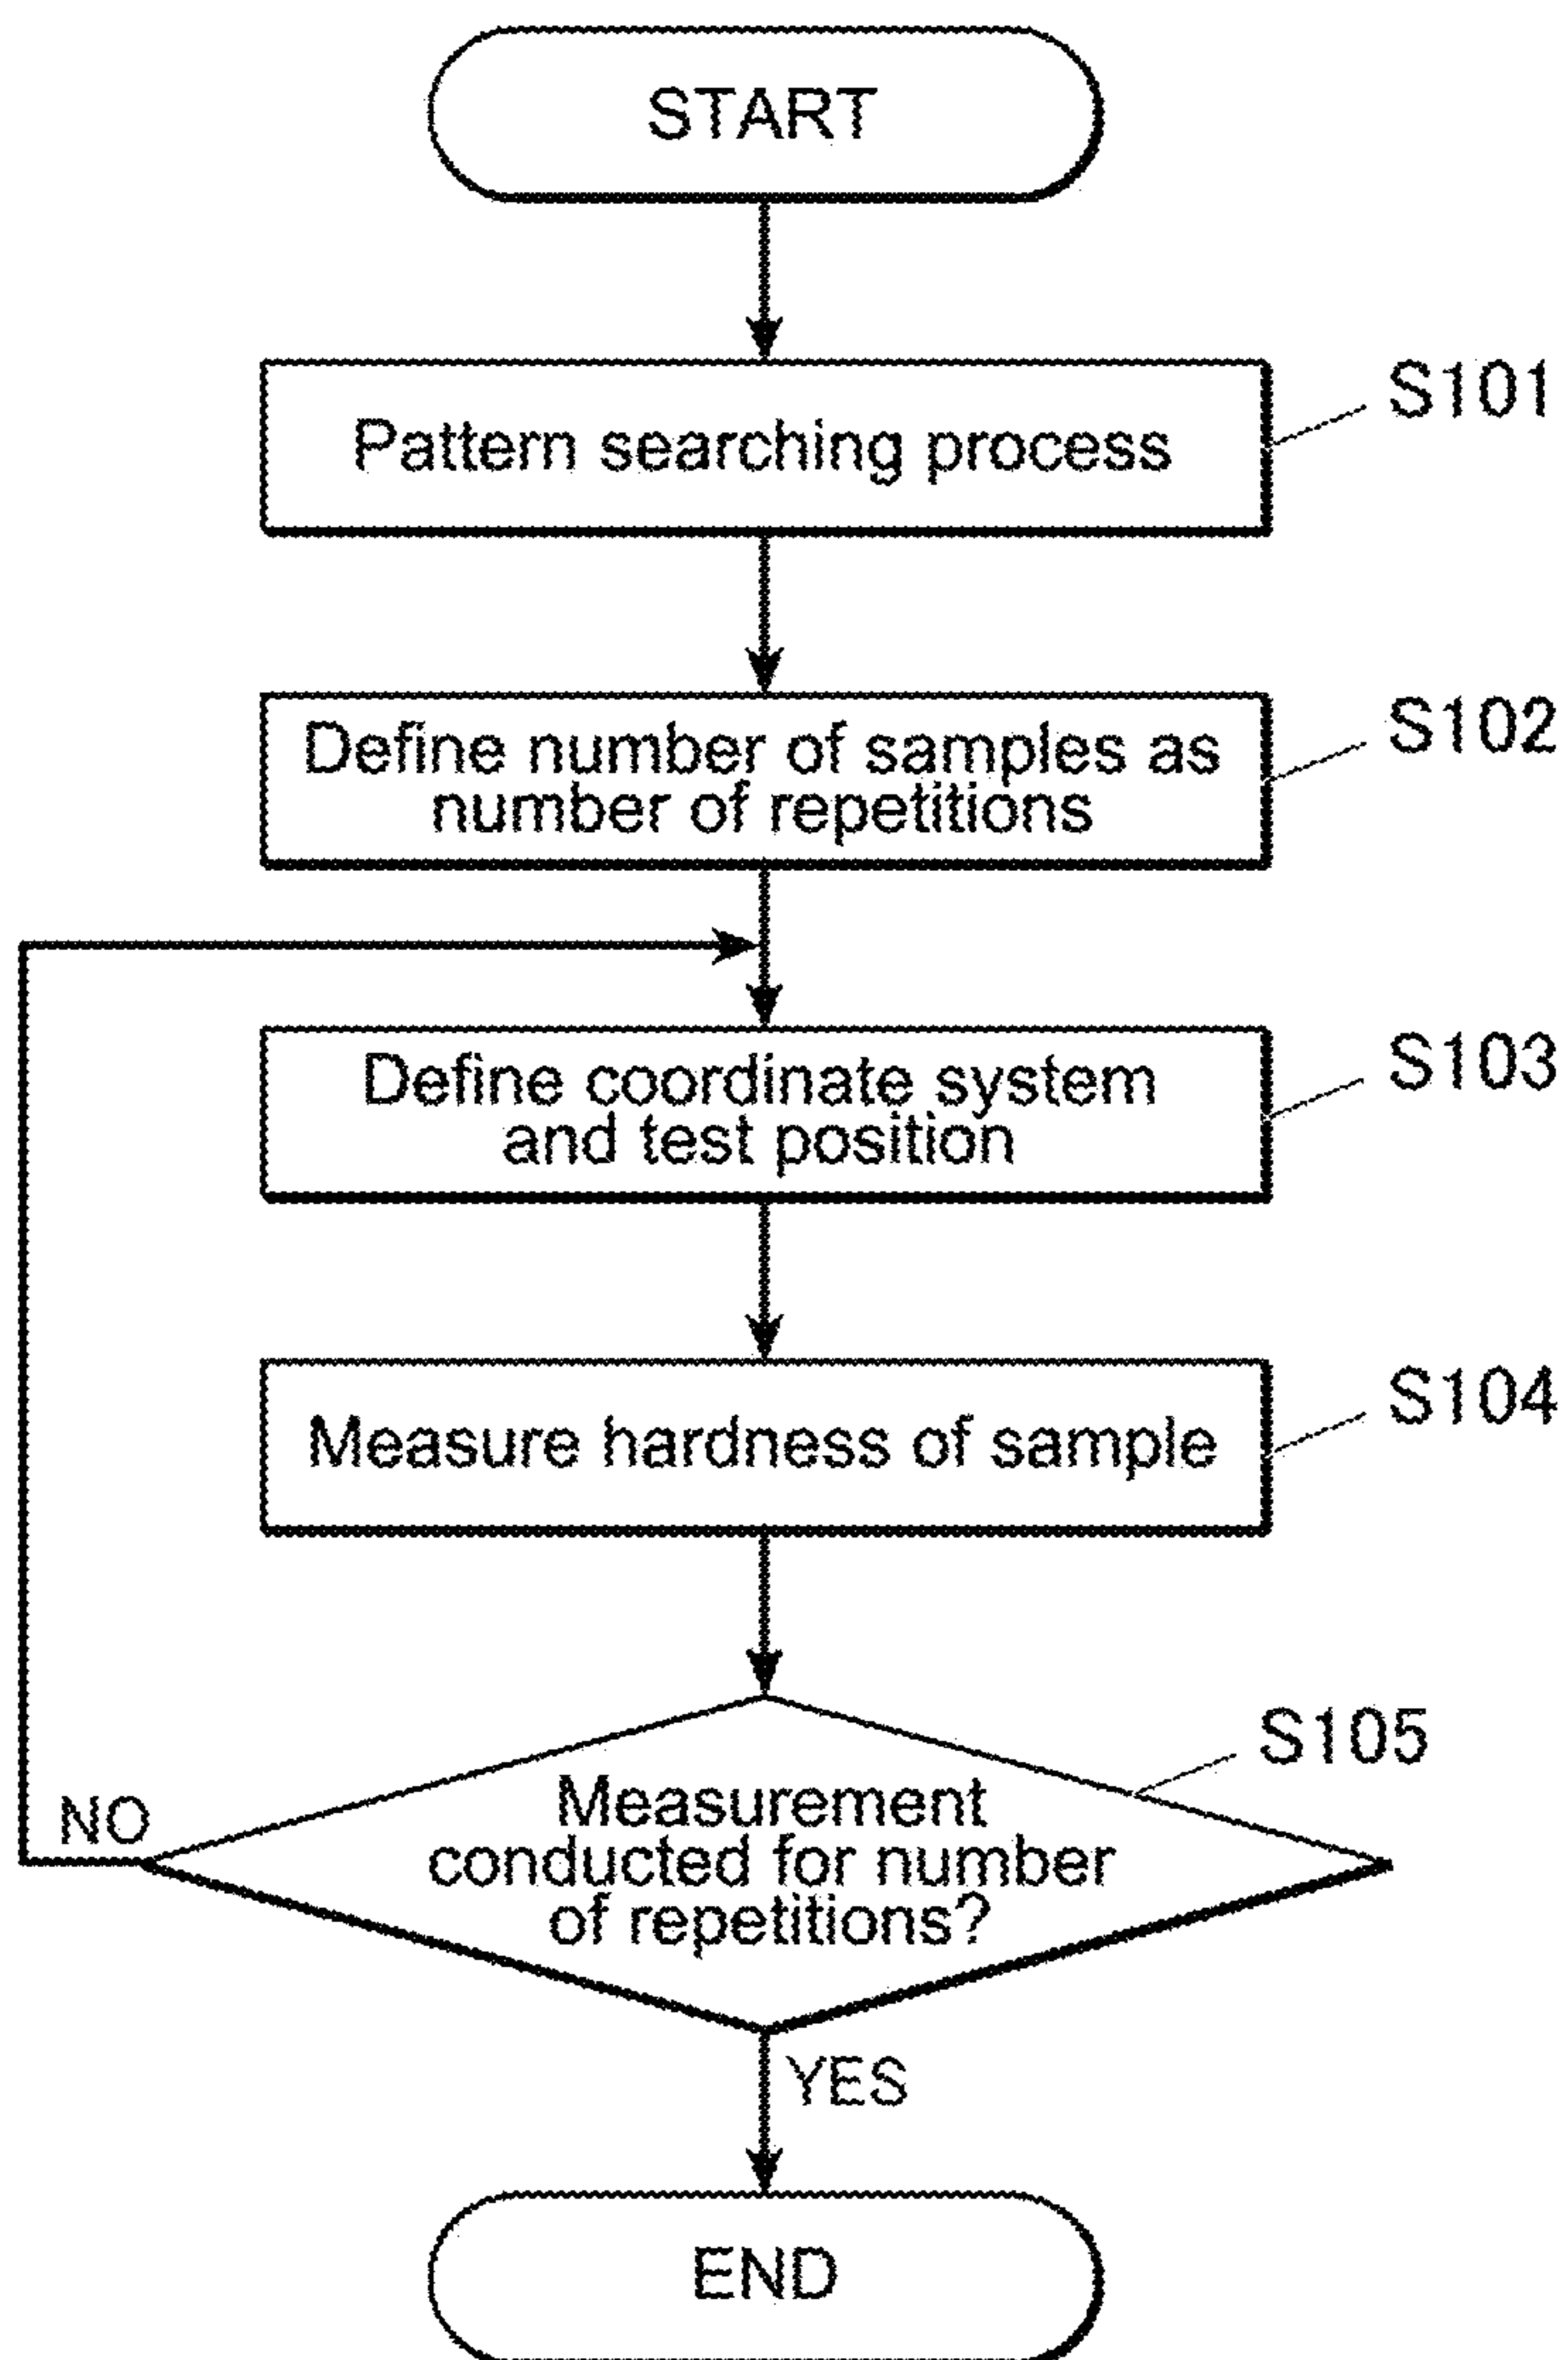 START
Pattern searching process
S101
Define number of samples as
number of repetitions
S102
Define coordinate system
and test position
S103
Measure hardness of sample
S104
Measurement
conducted for number
of repetitions?
S105
NO
YES
END